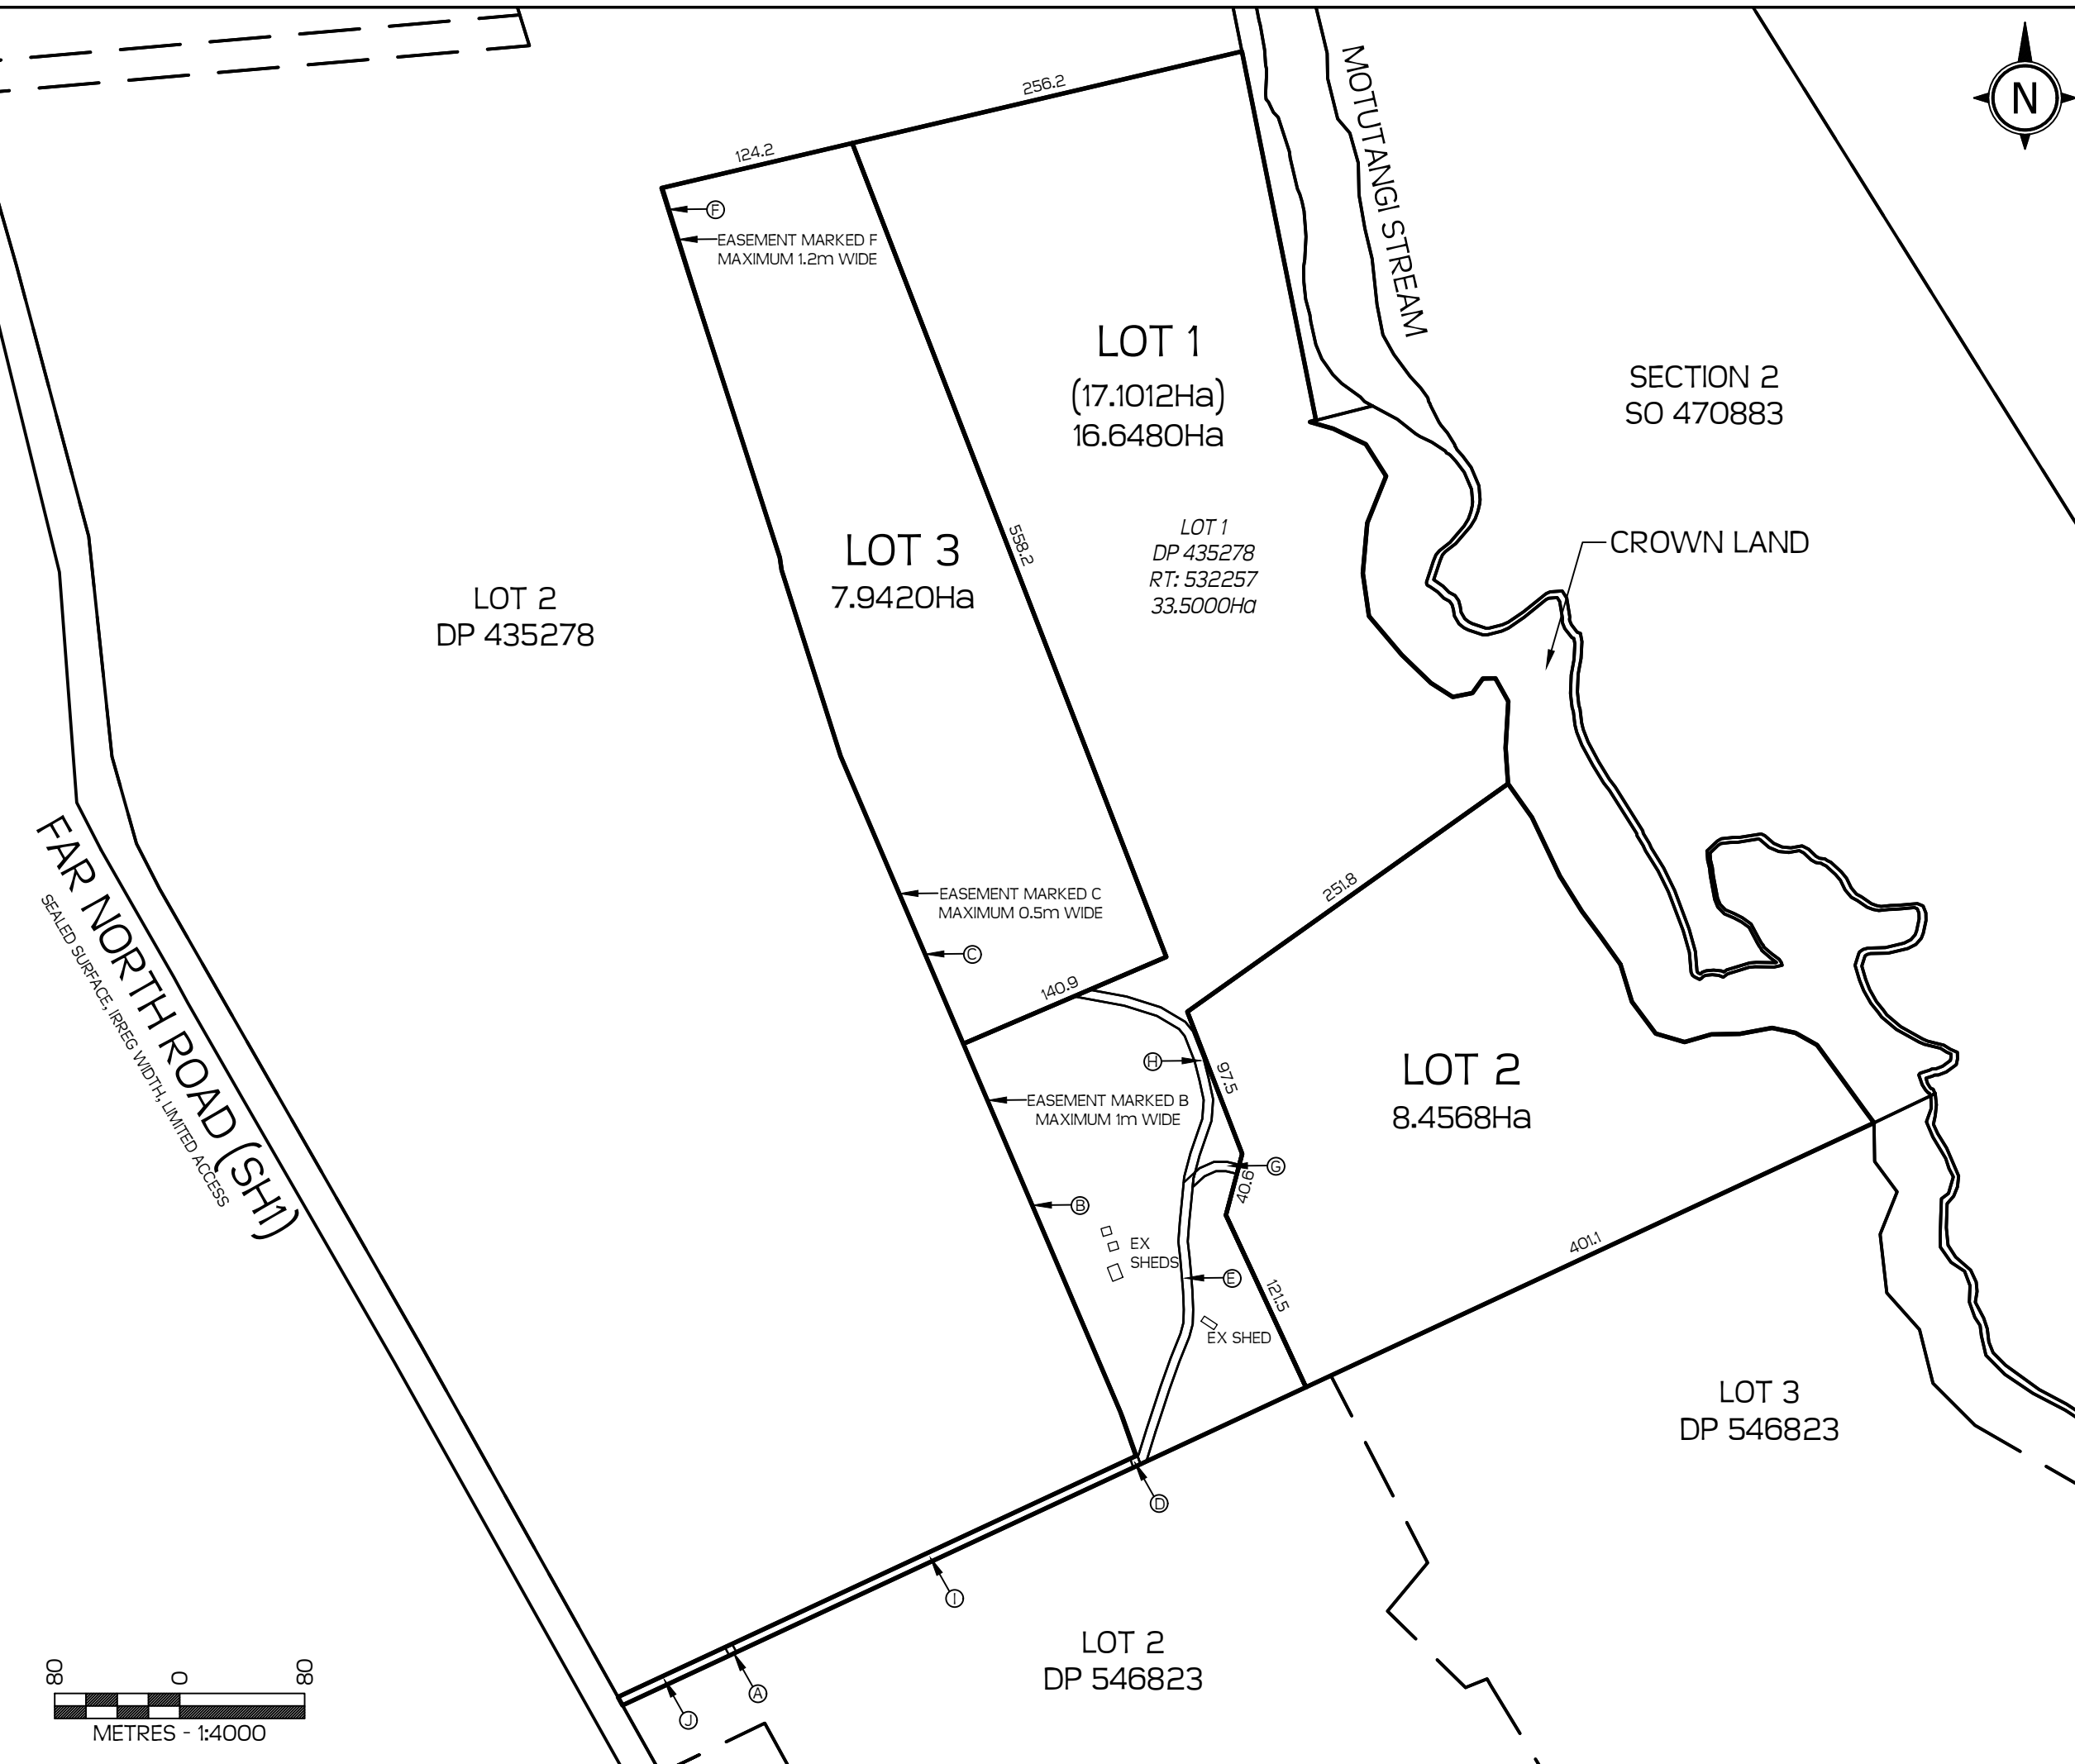 N
MOTUTANGI STREAM
256.2
124.2
F
EASEMENT MARKED F
MAXIMUM 1.2m WIDE
LOT 1
(17.1012Ha)
16.6480Ha
SECTION 2
SO 470883
LOT 1
DP 435278
RT: 532257
33.5000Ha
558.2
CROWN LAND
LOT 3
7.9420Ha
LOT 2
DP 435278
FAR NORTH ROAD (SH1)
SEALED SURFACE, IRREG WIDTH, LIMITED ACCESS
251.8
EASEMENT MARKED C
MAXIMUM 0.5m WIDE
C
140.9
H
97.5
LOT 2
8.4568Ha
EASEMENT MARKED B
MAXIMUM 1m WIDE
G
40.6
B
EX
SHEDS
401.1
E
121.5
EX SHED
LOT 3
DP 546823
D
I
LOT 2
DP 546823
A
J
80 0 80
METRES - 1:4000